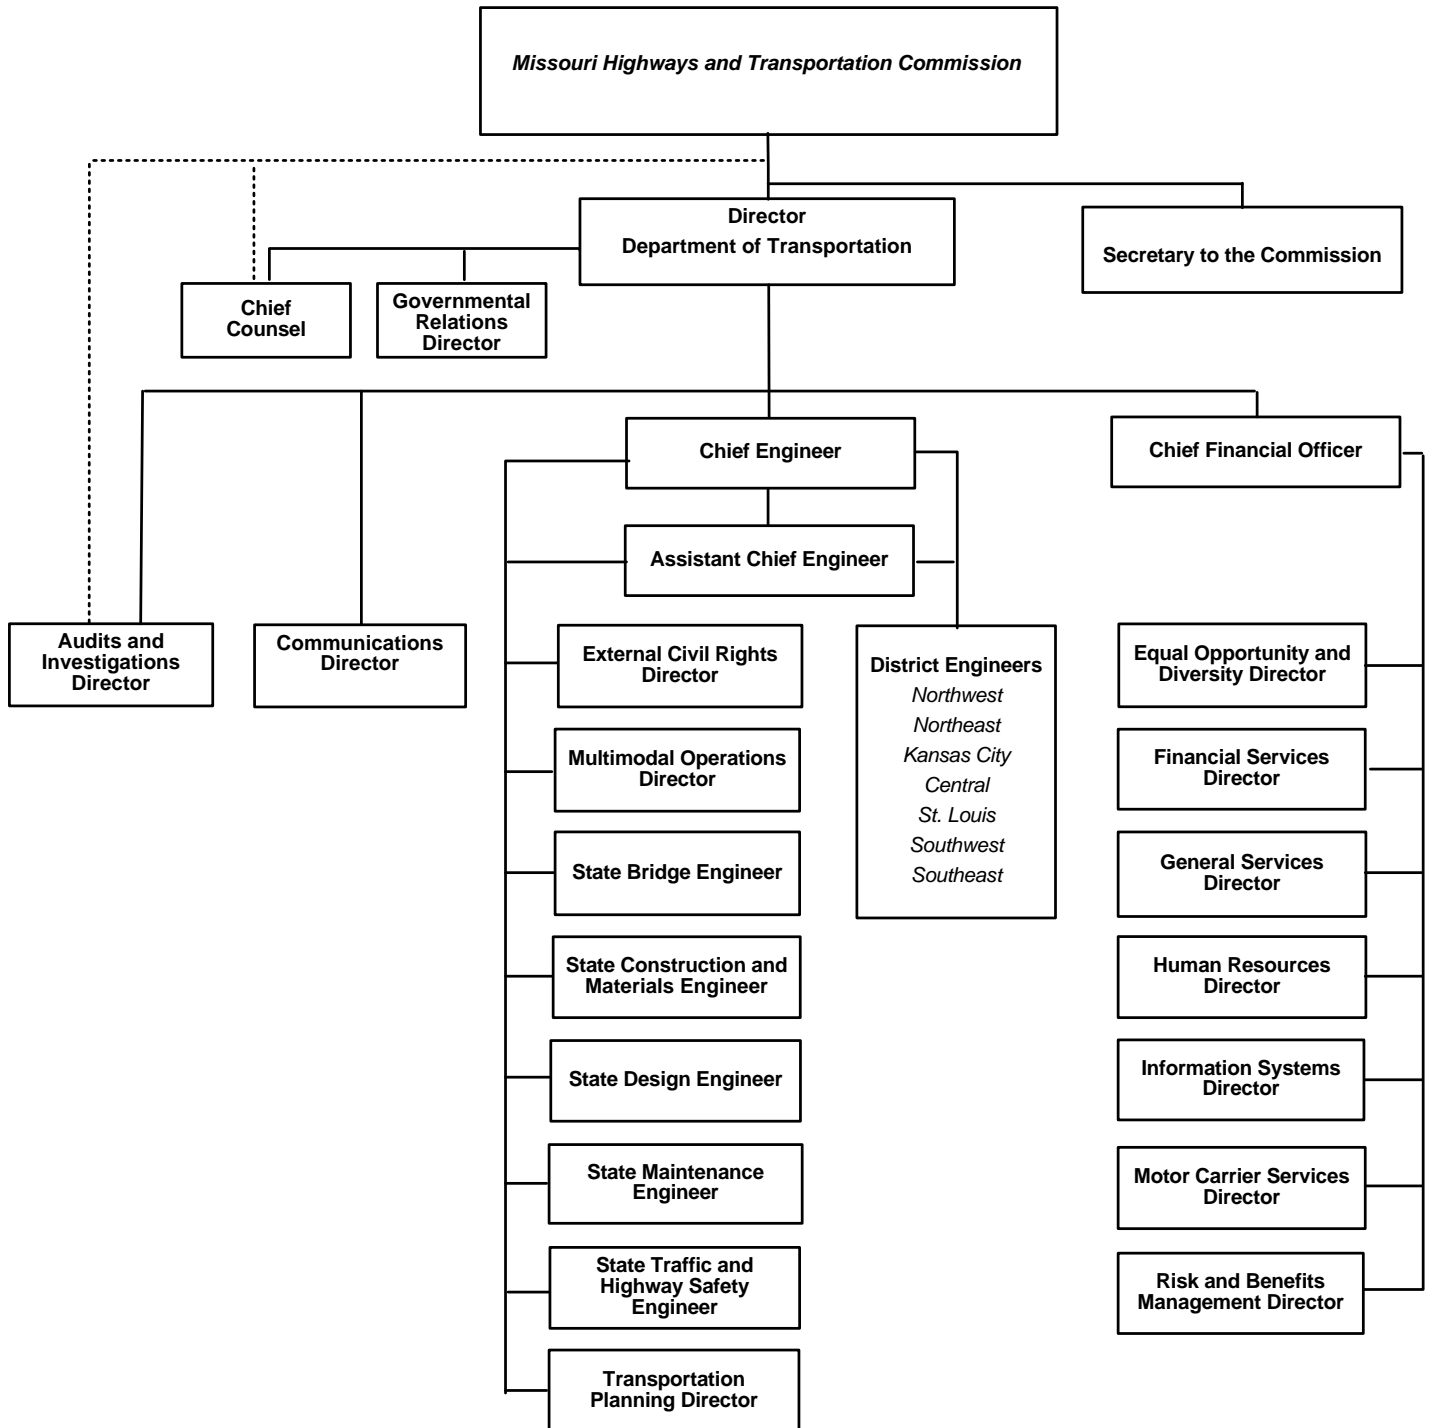 Missouri Highways and Transportation Commission
Director
Department of Transportation
Secretary to the Commission
Chief
Counsel
Governmental
Relations
Director
Chief Engineer
Chief Financial Officer
Assistant Chief Engineer
Audits and
Investigations
Director
Communications
Director
External Civil Rights
Director
Multimodal Operations
Director
State Bridge Engineer
State Construction and
Materials Engineer
State Design Engineer
State Maintenance
Engineer
State Traffic and
Highway Safety
Engineer
Transportation
Planning Director
District Engineers
Northwest
Northeast
Kansas City
Central
St. Louis
Southwest
Southeast
Equal Opportunity and
Diversity Director
Financial Services
Director
General Services
Director
Human Resources
Director
Information Systems
Director
Motor Carrier Services
Director
Risk and Benefits
Management Director